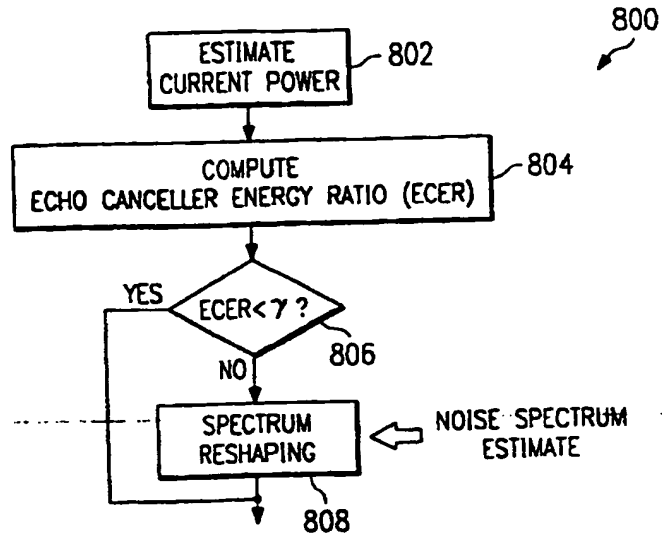 800
ESTIMATE
CURRENT POWER
802
COMPUTE
ECHO CANCELLER ENERGY RATIO (ECER)
804
YES
ECER<γ ?
806
NO
SPECTRUM
RESHAPING
NOISE SPECTRUM
ESTIMATE
808